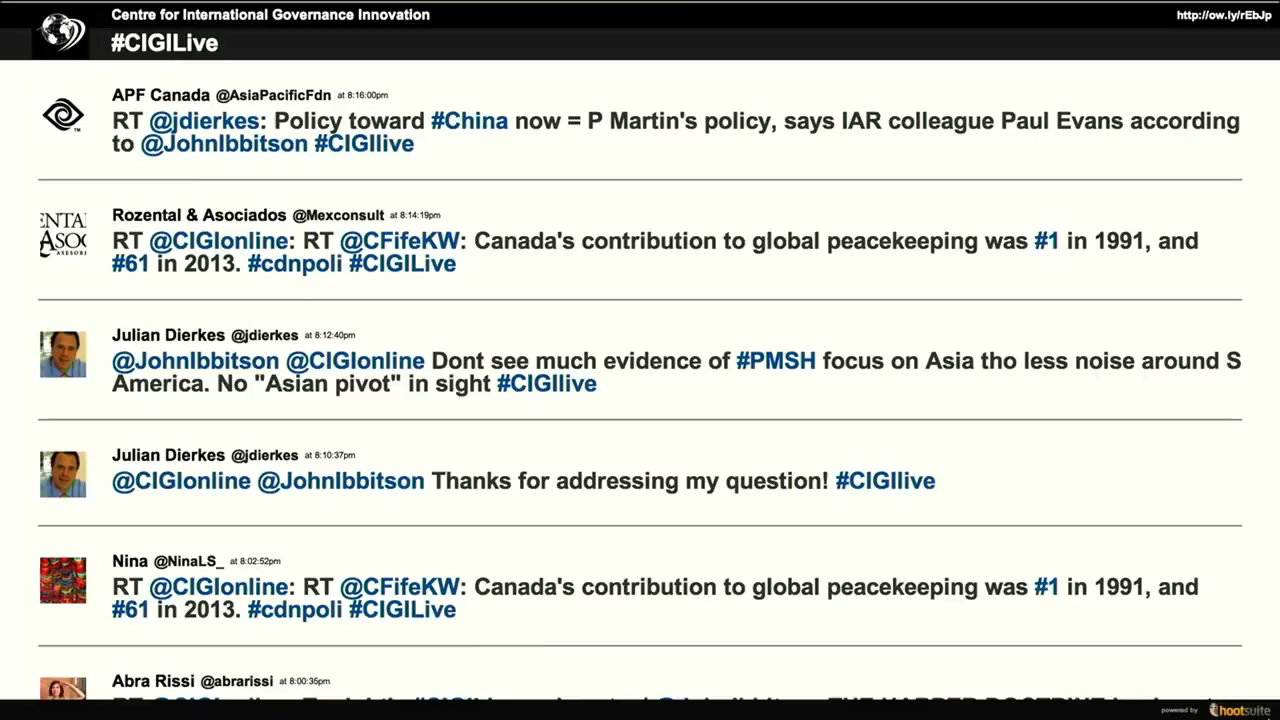 Centre for International Governance Innovation
http://ow.ly/rEbJp
#CIGILive
APF Canada @AsiaPacificFdn at 8:16:00pm
RT @jdierkes: Policy toward #China now = P Martin's policy, says IAR colleague Paul Evans according
to @JohnIbbitson #CIGIlive
Rozental & Asociados @Mexconsult at 8:14:19pm
RT @CIGIonline: RT @CFifeKW: Canada's contribution to global peacekeeping was #1 in 1991, and
#61 in 2013. #cdnpoli #CIGILive
Julian Dierkes @jdierkes at 8:12:40pm
@JohnIbbitson @CIGIonline Dont see much evidence of #PMSH focus on Asia tho less noise around S
America. No "Asian pivot" in sight #CIGIlive
Julian Dierkes @jdierkes at 8:10:37pm
@CIGIonline @JohnIbbitson Thanks for addressing my question! #CIGIlive
Nina @NinaLS_ at 8:02:52pm
RT @CIGIonline: RT @CFifeKW: Canada's contribution to global peacekeeping was #1 in 1991, and
#61 in 2013. #cdnpoli #CIGILive
Abra Rissi @abrarissi at 8:00:35pm
powered by hootsuite